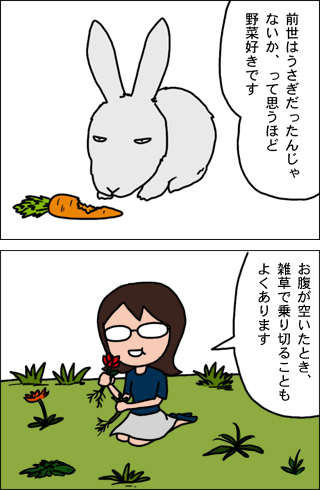 前世はうさぎだったんじゃ
ないか、って思うほど
野菜好きです
お腹が空いたとき、
雑草で乗り切ることも
よくあります